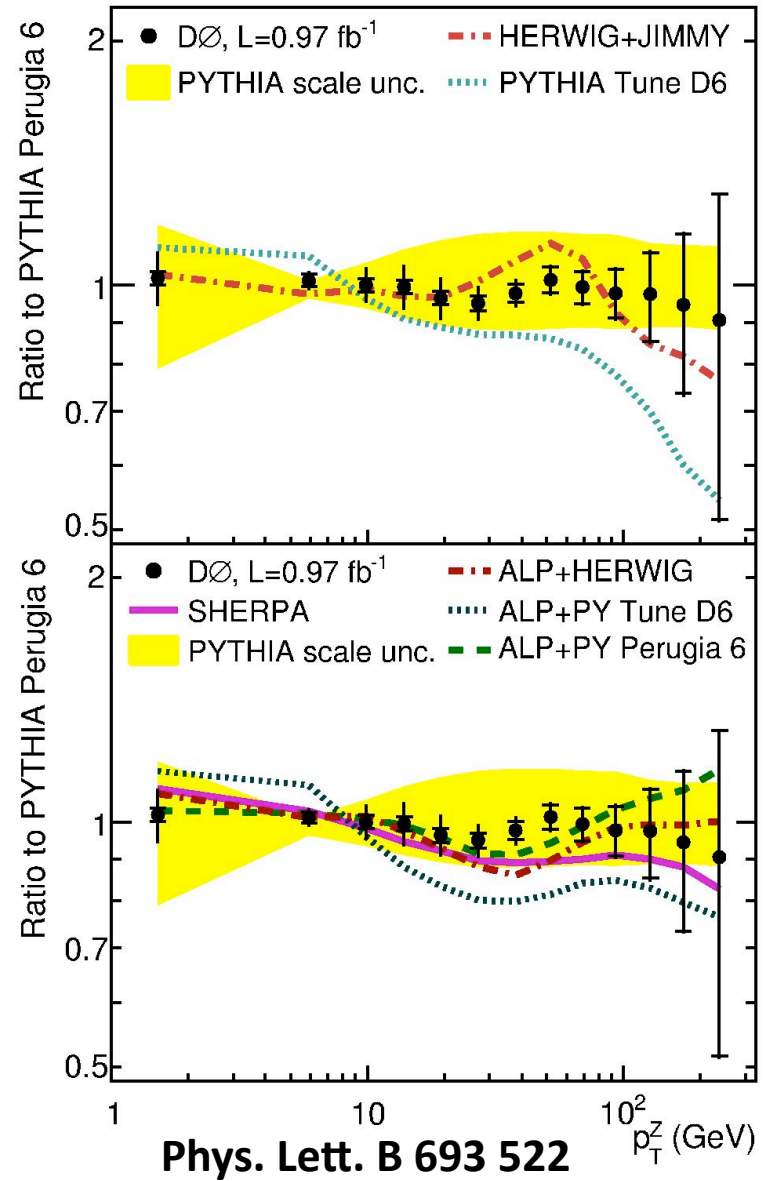 Ratio to PYTHIA Perugia 6
2
1
0.7
0.5
DØ, L=0.97 fb⁻¹
HERWIG+JIMMY
PYTHIA scale unc.
PYTHIA Tune D6
Ratio to PYTHIA Perugia 6
2
1
0.7
0.5
DØ, L=0.97 fb⁻¹
ALP+HERWIG
SHERPA
ALP+PY Tune D6
PYTHIA scale unc.
ALP+PY Perugia 6
1 10 10²
p_T^Z (GeV)
Phys. Lett. B 693 522